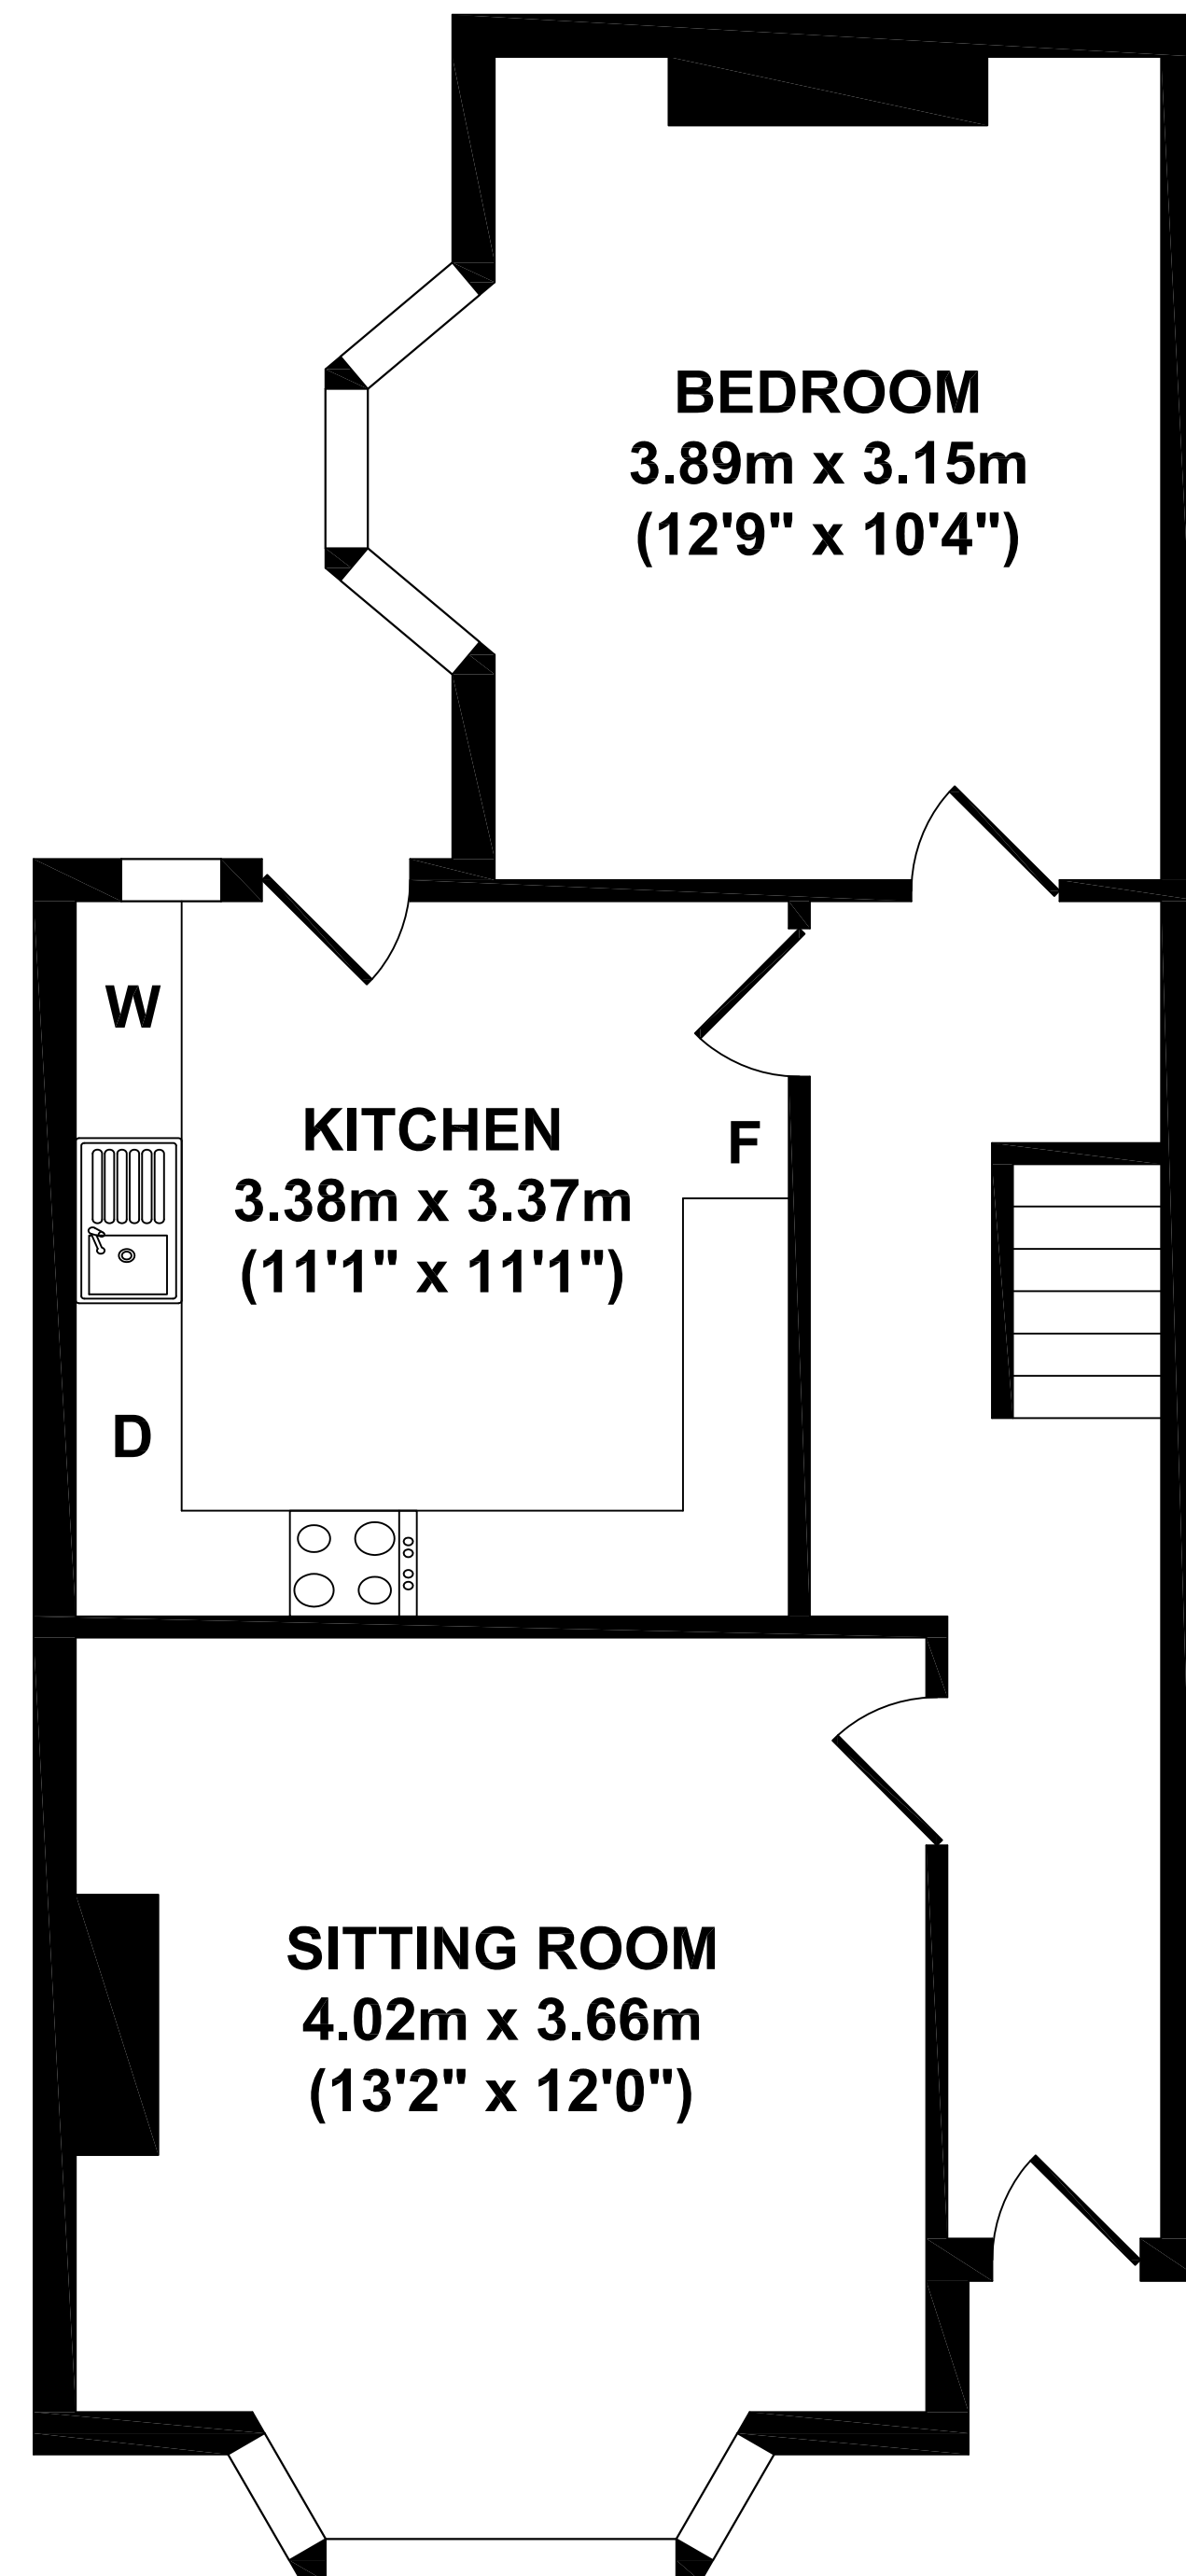 BEDROOM
3.89m x 3.15m
(12'9" x 10'4")
W
KITCHEN
3.38m x 3.37m
(11'1" x 11'1")
F
D
SITTING ROOM
4.02m x 3.66m
(13'2" x 12'0")